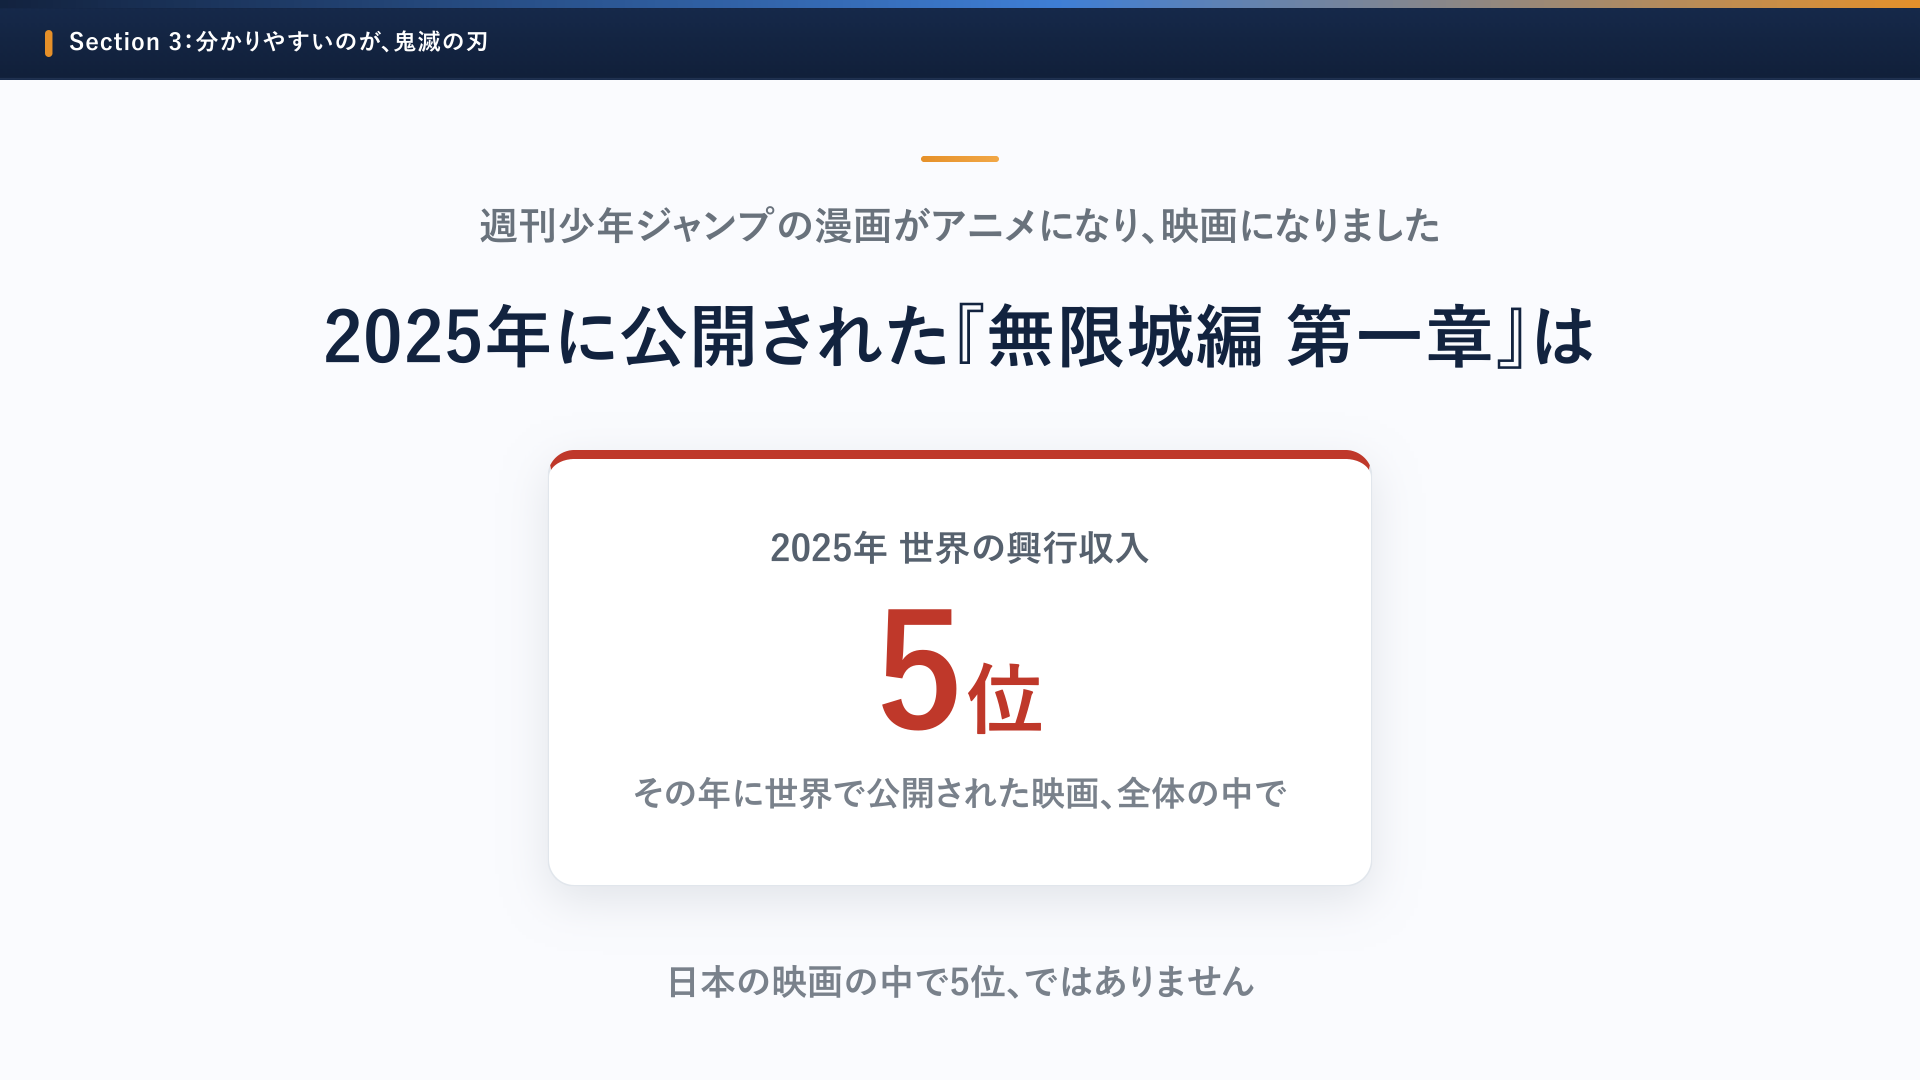 Section 3：分かりやすいのが、鬼滅の刃
週刊少年ジャンプの漫画がアニメになり、映画になりました
2025年に公開された『無限城編 第一章』は
2025年 世界の興行収入
5位
その年に世界で公開された映画、全体の中で
日本の映画の中で5位、ではありません